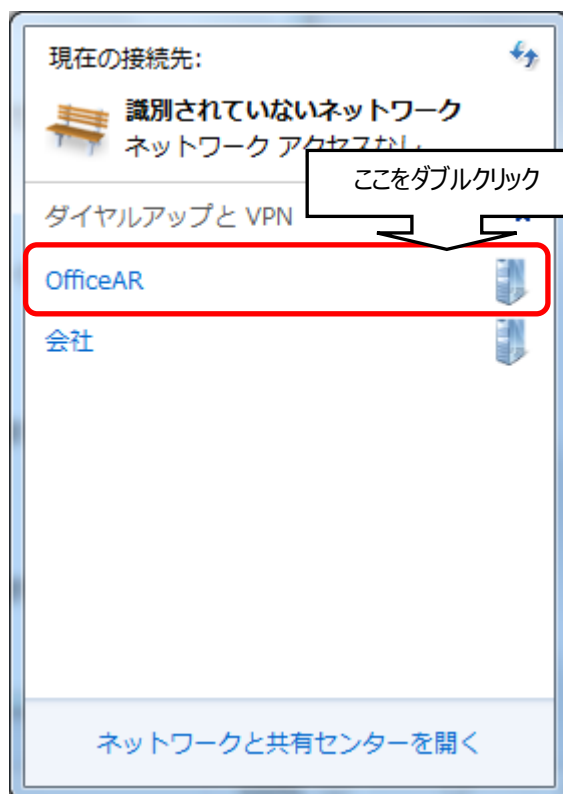 現在の接続先:
識別されていないネットワーク
ネットワーク アクセスなし
ここをダブルクリック
ダイヤルアップと VPN
OfficeAR
会社
ネットワークと共有センターを開く